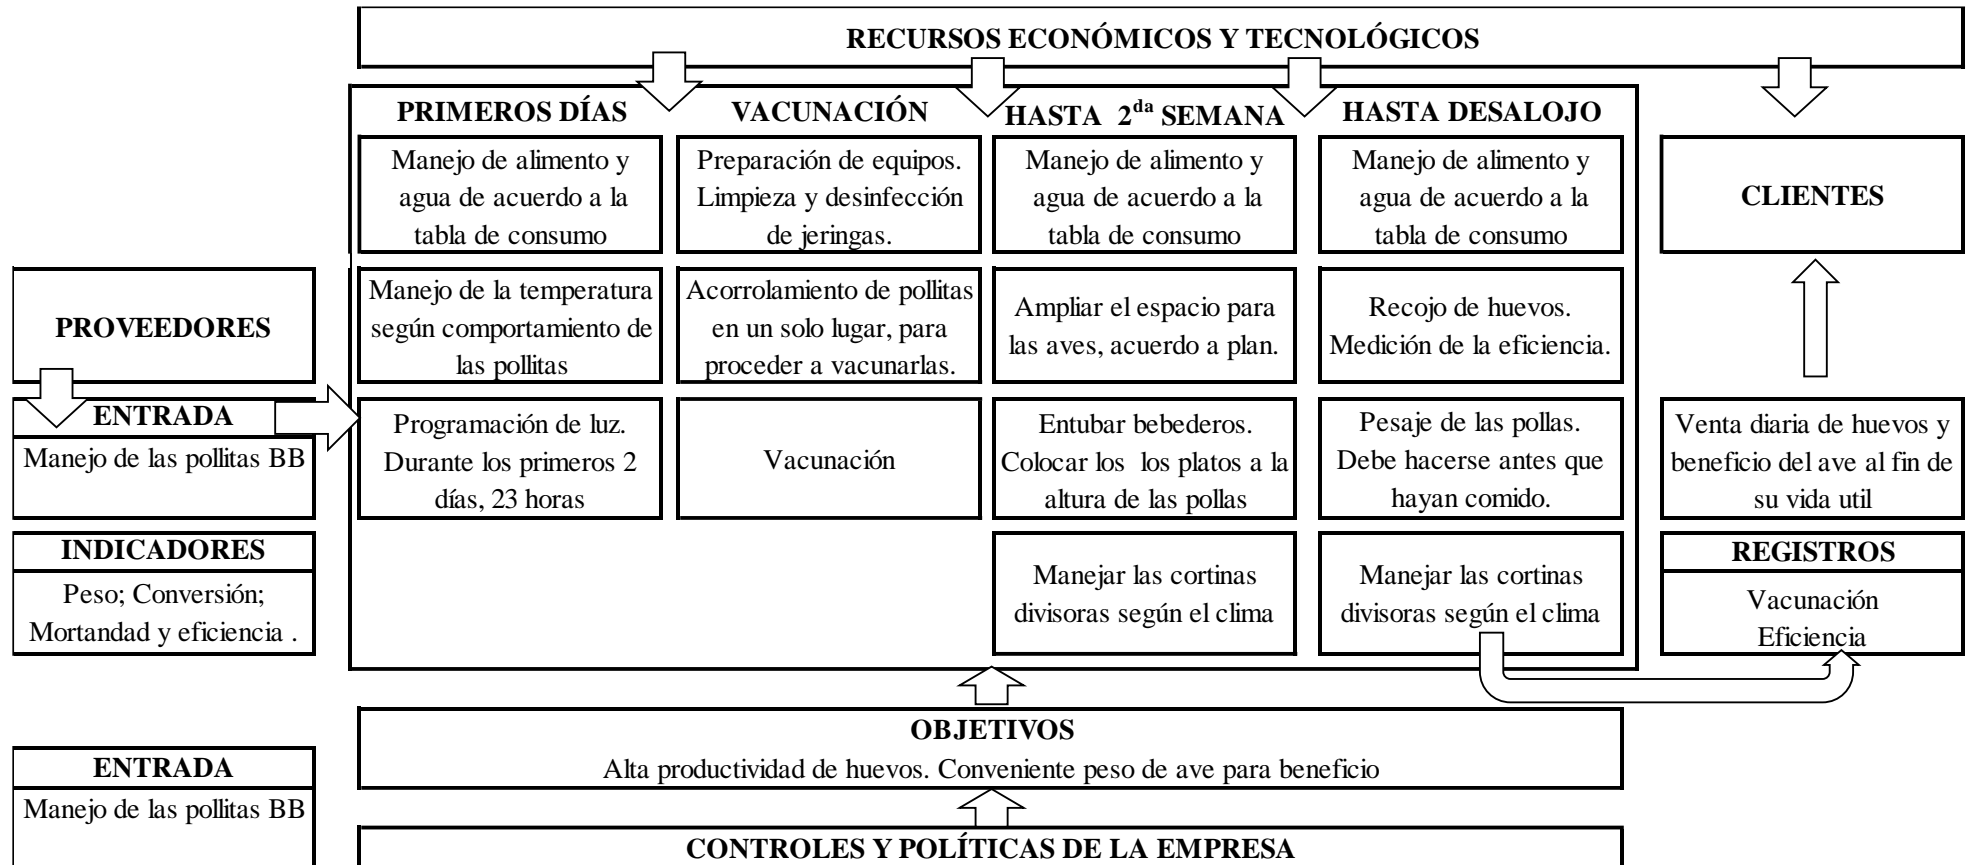 RECURSOS ECONÓMICOS Y TECNOLÓGICOS
PRIMEROS DÍAS
Manejo de alimento y
agua de acuerdo a la
tabla de consumo
Manejo de la temperatura
según comportamiento de
las pollitas
Programación de luz.
Durante los primeros 2
días, 23 horas
VACUNACIÓN
Preparación de equipos.
Limpieza y desinfección
de jeringas.
Acorrolamiento de pollitas
en un solo lugar, para
proceder a vacunarlas.
Vacunación
HASTA 2da SEMANA
Manejo de alimento y
agua de acuerdo a la
tabla de consumo
Ampliar el espacio para
las aves, acuerdo a plan.
Entubar bebederos.
Colocar los los platos a la
altura de las pollas
Manejar las cortinas
divisoras según el clima
HASTA DESALOJO
Manejo de alimento y
agua de acuerdo a la
tabla de consumo
Recojo de huevos.
Medición de la eficiencia.
Pesaje de las pollas.
Debe hacerse antes que
hayan comido.
Manejar las cortinas
divisoras según el clima
CLIENTES
Venta diaria de huevos y
beneficio del ave al fin de
su vida util
REGISTROS
Vacunación
Eficiencia
PROVEEDORES
ENTRADA
Manejo de las pollitas BB
INDICADORES
Peso; Conversión;
Mortandad y eficiencia .
OBJETIVOS
Alta productividad de huevos. Conveniente peso de ave para beneficio
ENTRADA
Manejo de las pollitas BB
CONTROLES Y POLÍTICAS DE LA EMPRESA